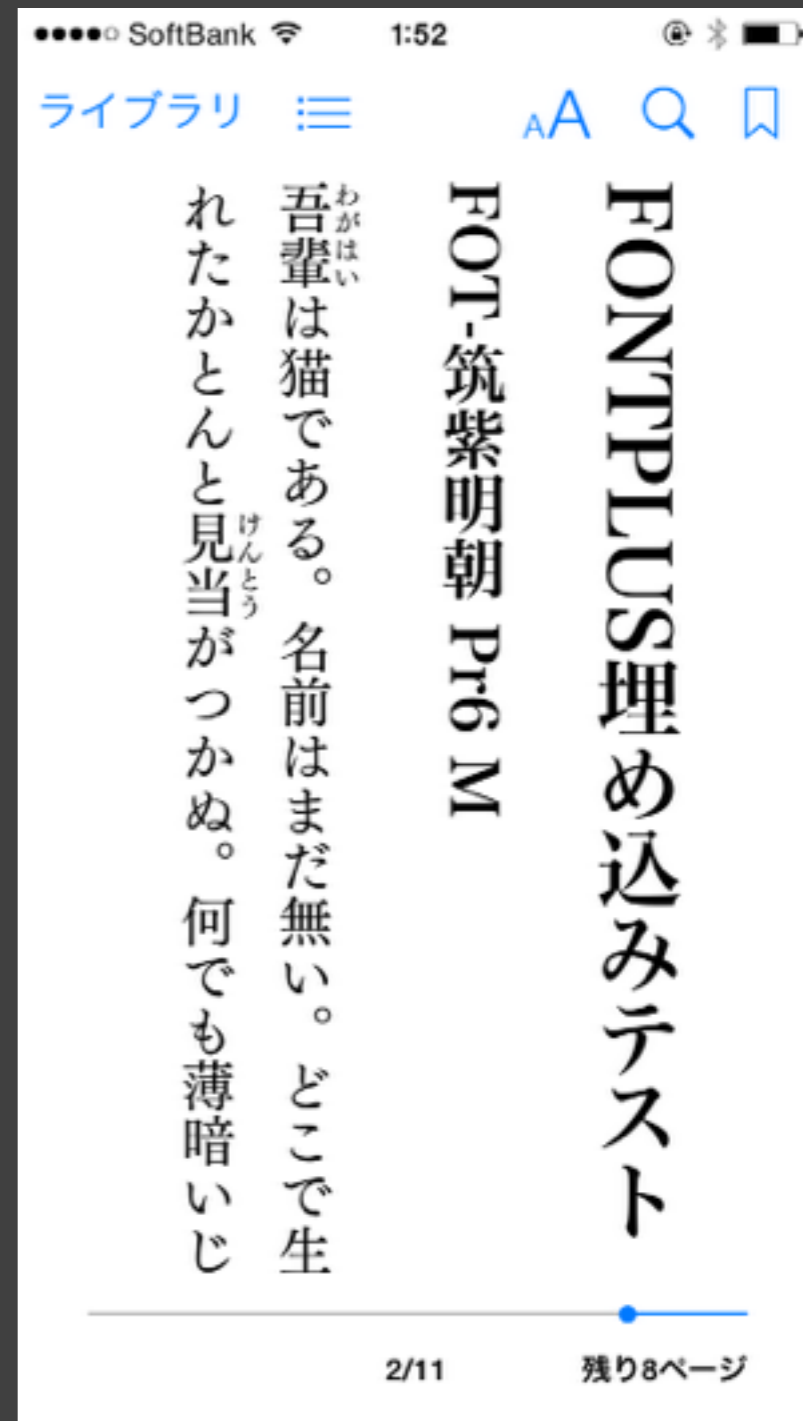 SoftBank 1:52
ライブラリ AA
FONTPLUS埋め込みテスト
FOT-筑紫明朝 Pr6 M
わがはい
吾輩は猫である。名前はまだ無い。どこで生
けんとう
れたかとんと見当がつかぬ。何でも薄暗いじ
2/11 残り8ページ